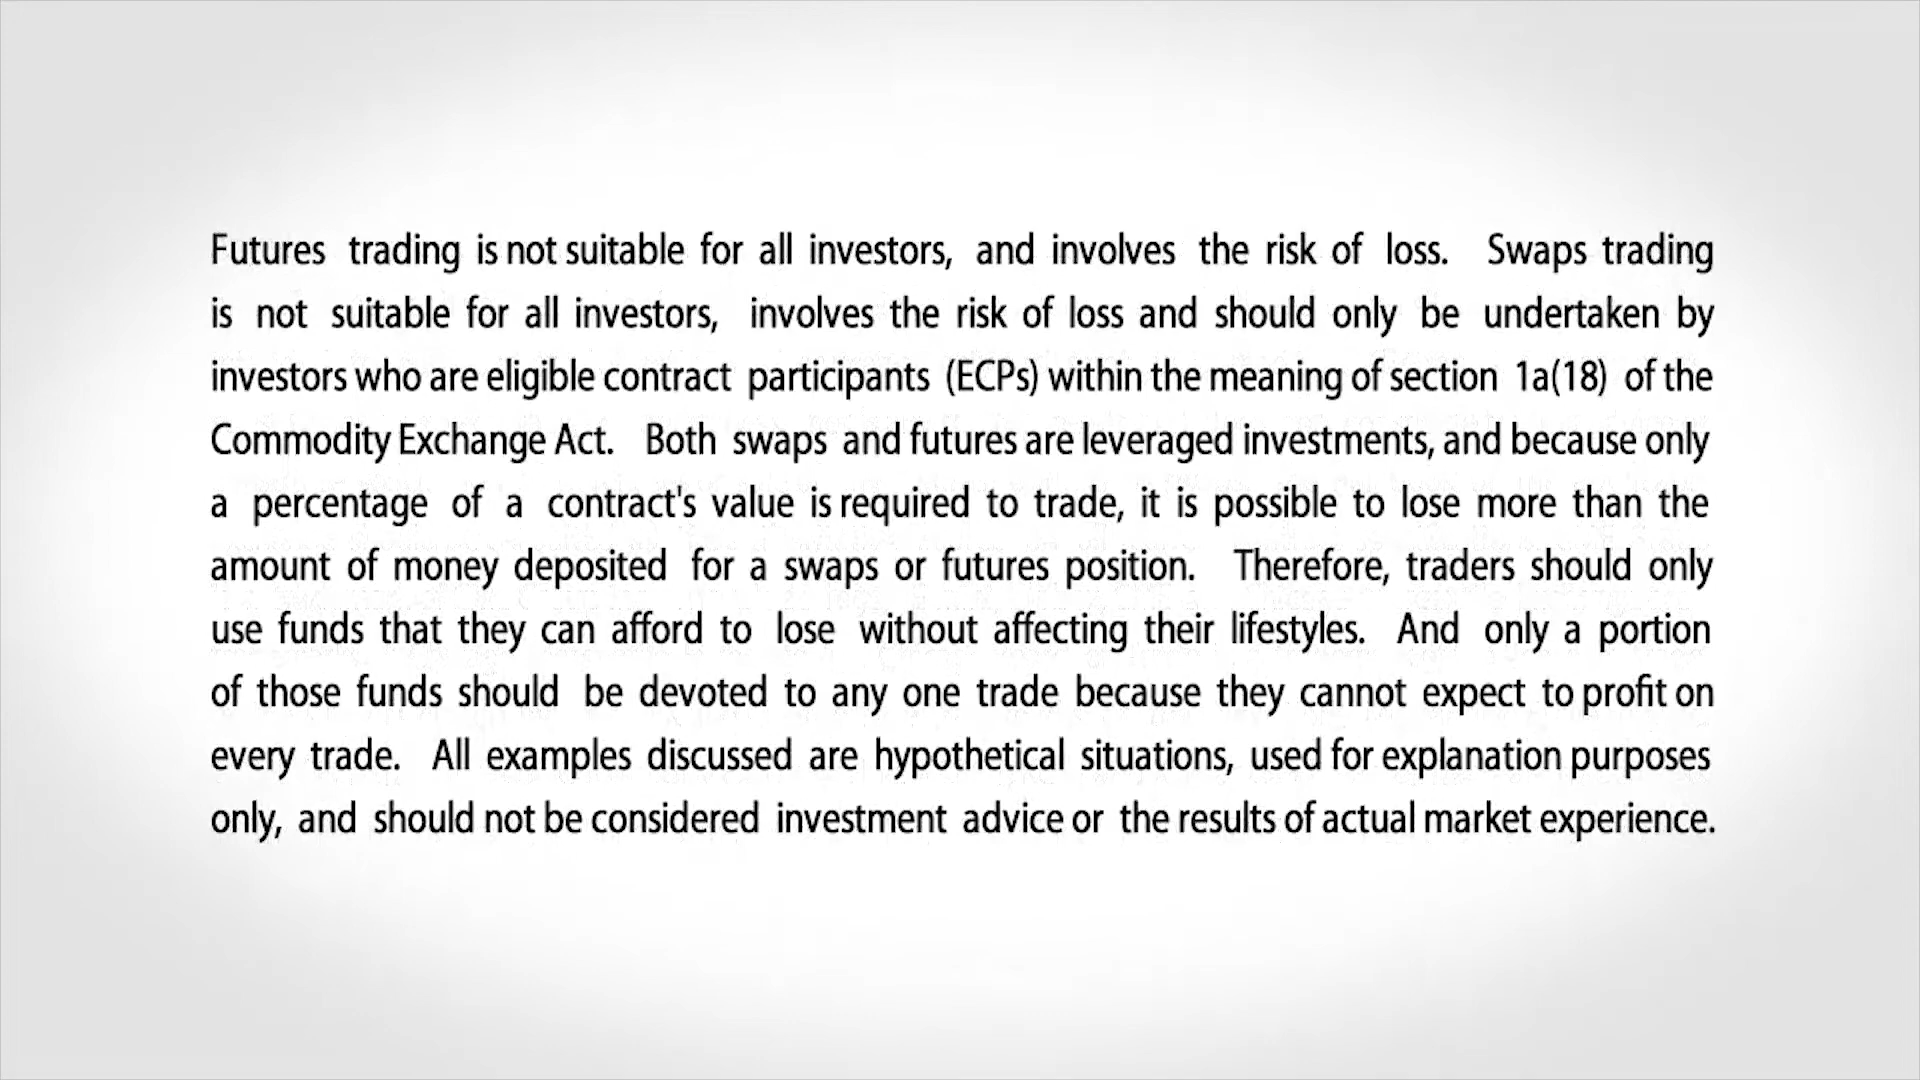 Futures trading is not suitable for all investors, and involves the risk of loss. Swaps trading
is not suitable for all investors, involves the risk of loss and should only be undertaken by
investors who are eligible contract participants (ECPs) within the meaning of section 1a(18) of the
Commodity Exchange Act. Both swaps and futures are leveraged investments, and because only
a percentage of a contract's value is required to trade, it is possible to lose more than the
amount of money deposited for a swaps or futures position. Therefore, traders should only
use funds that they can afford to lose without affecting their lifestyles. And only a portion
of those funds should be devoted to any one trade because they cannot expect to profit on
every trade. All examples discussed are hypothetical situations, used for explanation purposes
only, and should not be considered investment advice or the results of actual market experience.